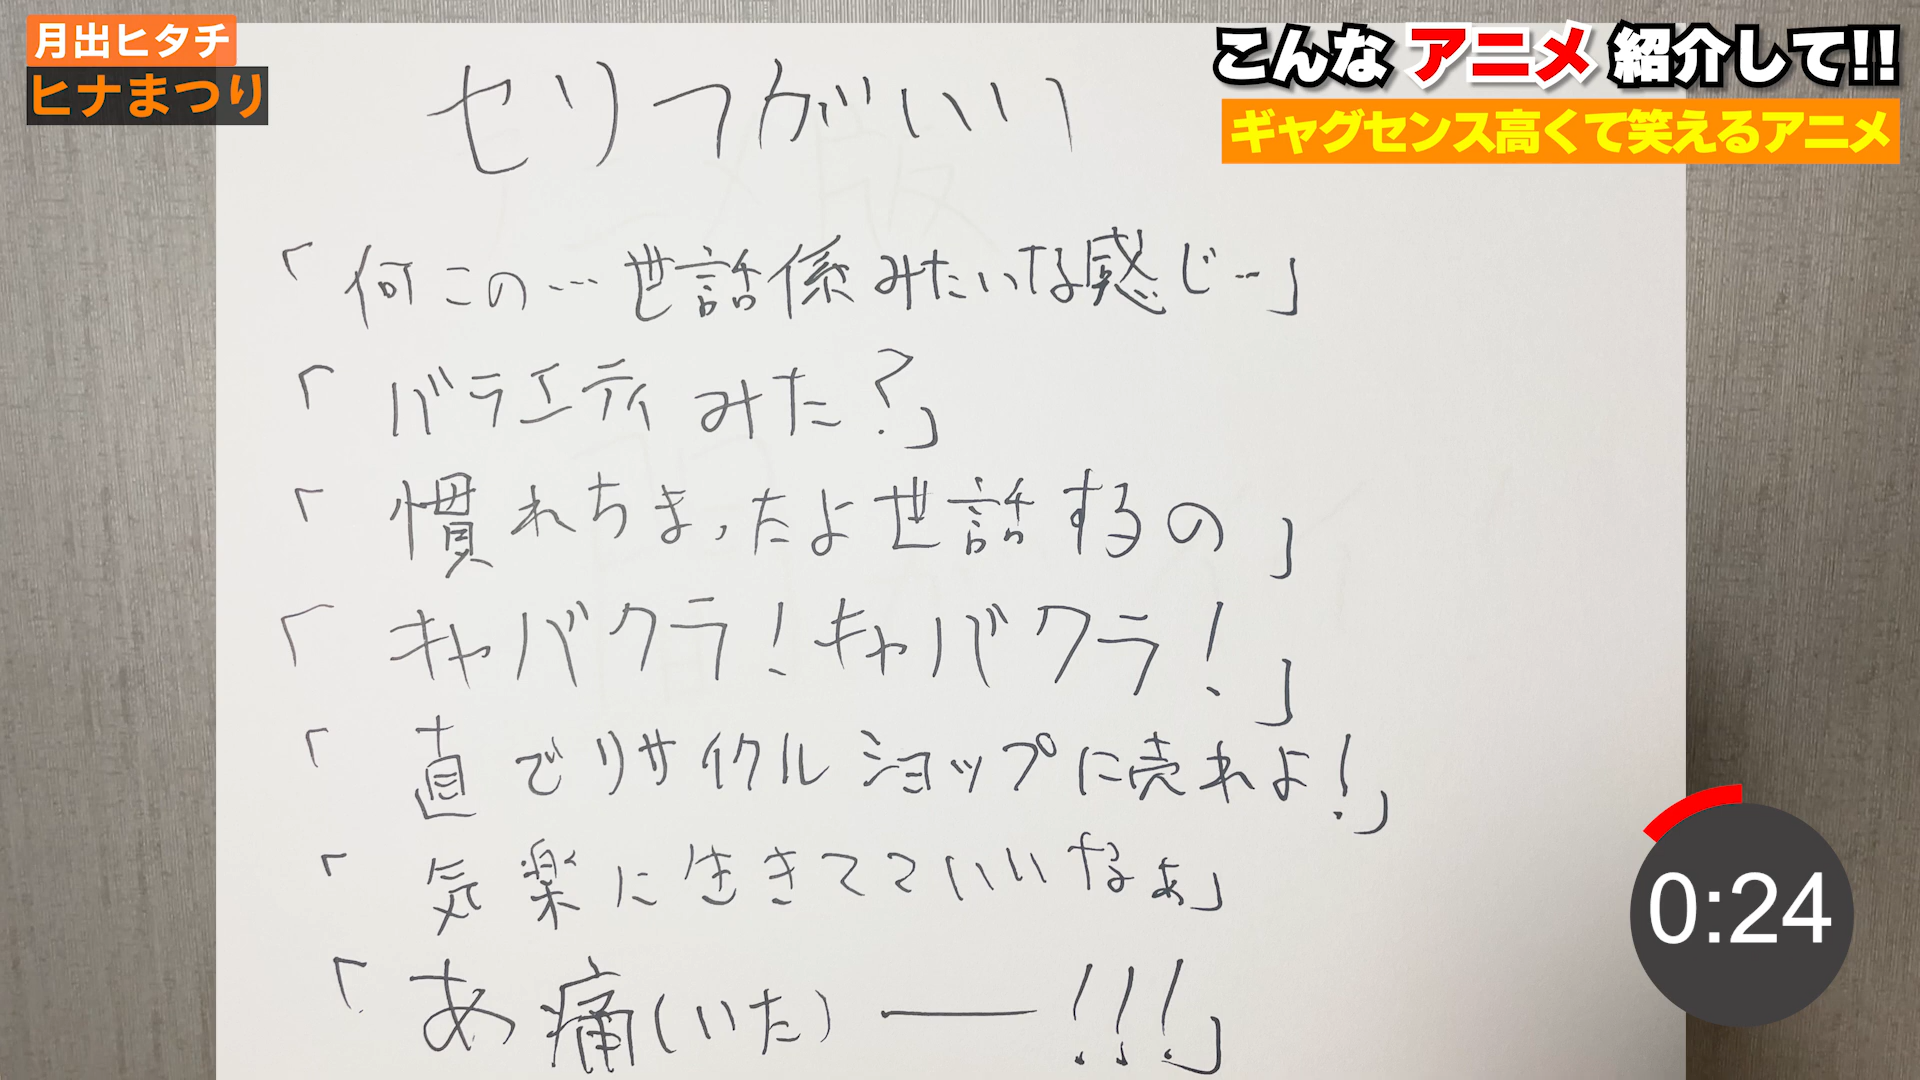 月出ヒタチ
ヒナまつり
こんなアニメ紹介して!!
ギャグセンス高くて笑えるアニメ
セリフがいい
「何この…世話係みたいな感じ…」
「バラエティみた?」
「慣れちまったよ世話するの」
「キャバクラ!キャバクラ!」
「直でリサイクルショップに売れよ!」
「気楽に生きてていいなぁ」
「あ痛(いた)ー!!!」
0:24